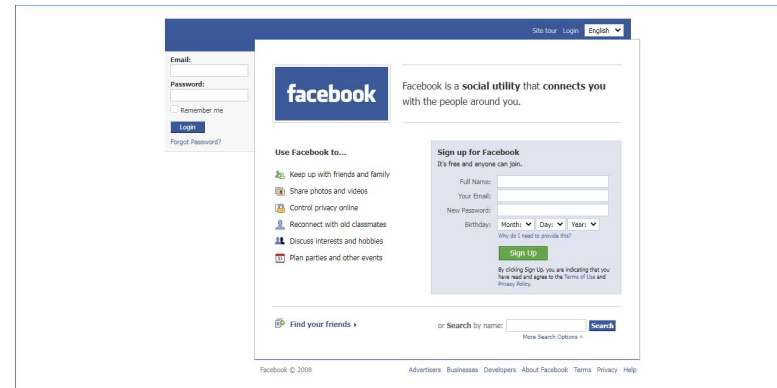 Site tour Login English
Email:
Password:
Remember me
Login
Forgot Password?
facebook
Facebook is a social utility that connects you
with the people around you.
Use Facebook to...
Keep up with friends and family
Share photos and videos
Control privacy online
Reconnect with old classmates
Discuss interests and hobbies
Plan parties and other events
Sign up for Facebook
It's free and anyone can join.
Full Name:
Your Email:
New Password:
Birthday: Month: Day: Year:
Why do I need to provide this?
Sign Up
By clicking Sign Up, you are indicating that you
have read and agree to the Terms of Use and
Privacy Policy.
Find your friends
or Search by name: Search
More Search Options »
Facebook © 2008 Advertisers Businesses Developers About Facebook Terms Privacy Help